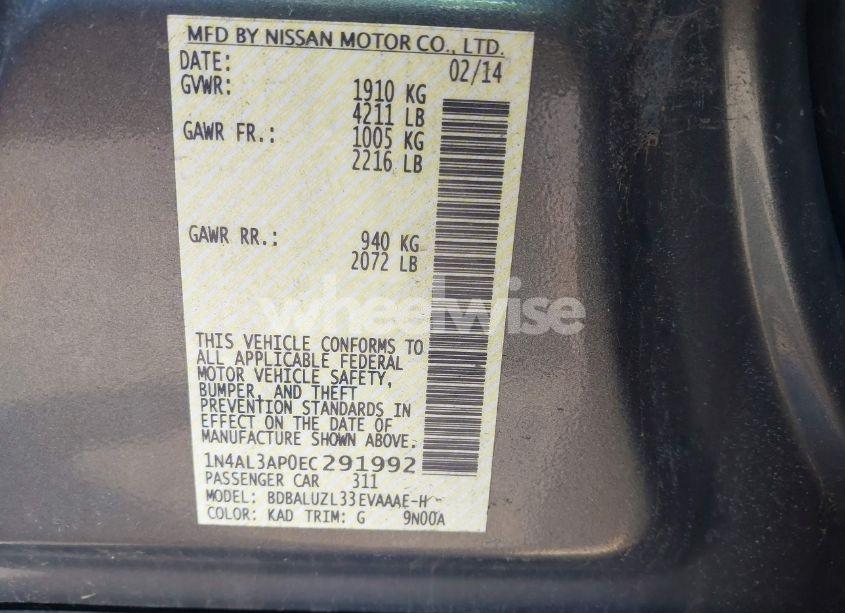 MFD BY NISSAN MOTOR CO., LTD.
DATE: 02/14
GVWR: 1910 KG
4211 LB
GAWR FR.: 1005 KG
2216 LB
GAWR RR.: 940 KG
2072 LB
wheelwise
THIS VEHICLE CONFORMS TO
ALL APPLICABLE FEDERAL
MOTOR VEHICLE SAFETY,
BUMPER, AND THEFT
PREVENTION STANDARDS IN
EFFECT ON THE DATE OF
MANUFACTURE SHOWN ABOVE.
1N4AL3AP0EC291992
PASSENGER CAR 311
MODEL: BDBALUZL33EVAAAE-H-
COLOR: KAD TRIM: G 9N00A